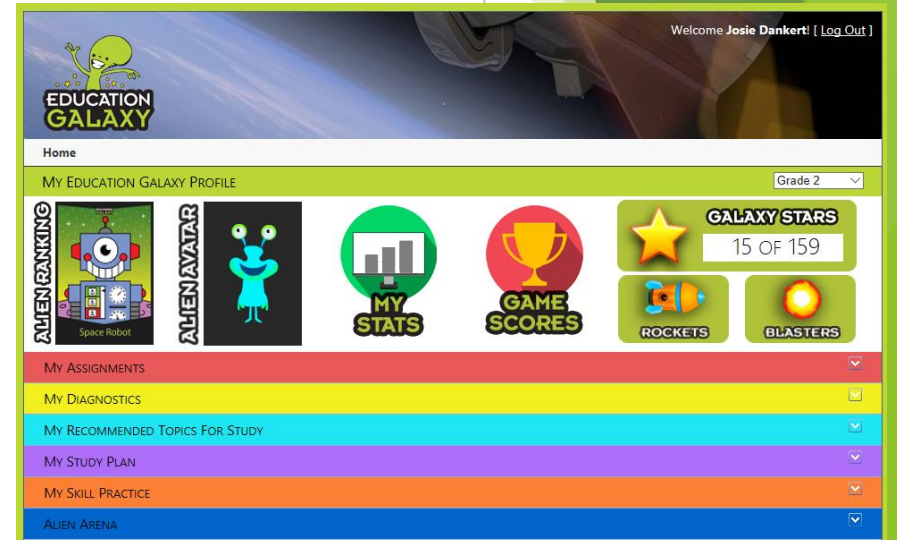 Welcome Josie Dankert! [ Log Out ]
EDUCATION
GALAXY
Home
My Education Galaxy Profile
Grade 2
ALIEN RANKING
Space Robot
ALIEN AVATAR
MY
STATS
GAME
SCORES
GALAXY STARS
15 OF 159
ROCKETS
BLASTERS
My Assignments
My Diagnostics
My Recommended Topics For Study
My Study Plan
My Skill Practice
Alien Arena